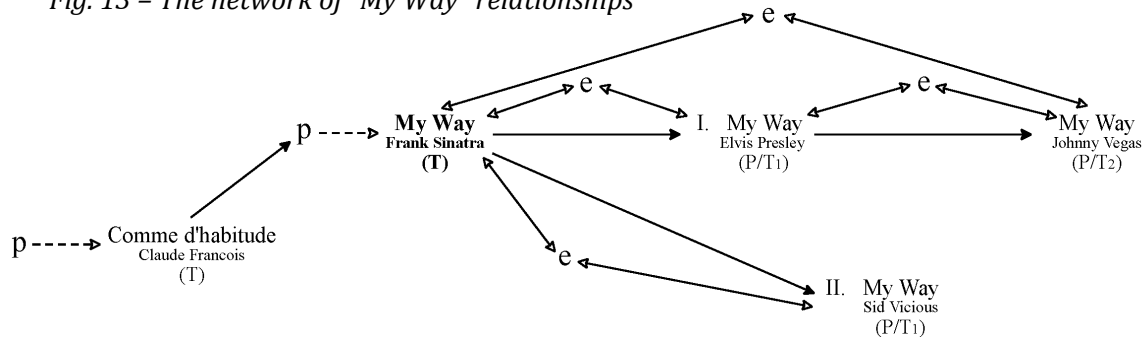 Fig. 13 – The network of "My Way" relationships
e
e
e
p
My Way
Frank Sinatra
(T)
I. My Way
Elvis Presley
(P/T1)
My Way
Johnny Vegas
(P/T2)
p
Comme d'habitude
Claude Francois
(T)
e
II. My Way
Sid Vicious
(P/T1)